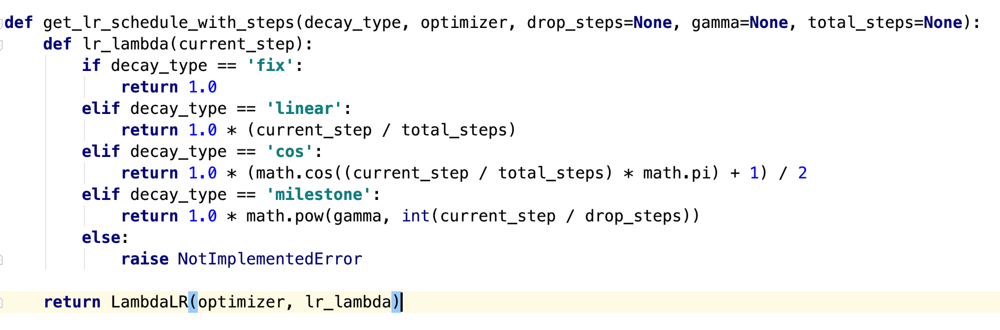 def get_lr_schedule_with_steps(decay_type, optimizer, drop_steps=None, gamma=None, total_steps=None):
    def lr_lambda(current_step):
        if decay_type == 'fix':
            return 1.0
        elif decay_type == 'linear':
            return 1.0 * (current_step / total_steps)
        elif decay_type == 'cos':
            return 1.0 * (math.cos((current_step / total_steps) * math.pi) + 1) / 2
        elif decay_type == 'milestone':
            return 1.0 * math.pow(gamma, int(current_step / drop_steps))
        else:
            raise NotImplementedError

    return LambdaLR(optimizer, lr_lambda)